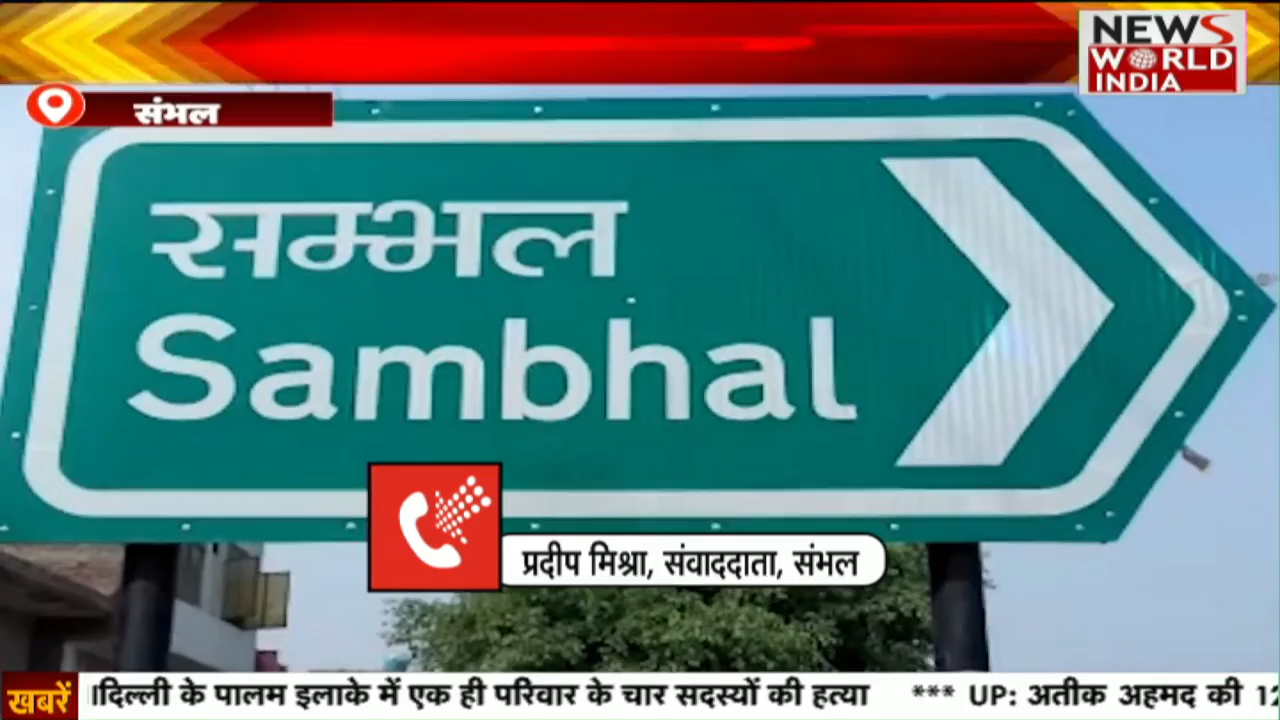 NEWS
WORLD
INDIA
संभल
सम्भल
Sambhal
प्रदीप मिश्रा, संवाददाता, संभल
खबरें
दिल्ली के पालम इलाके में एक ही परिवार के चार सदस्यों की हत्या *** UP: अतीक अहमद की